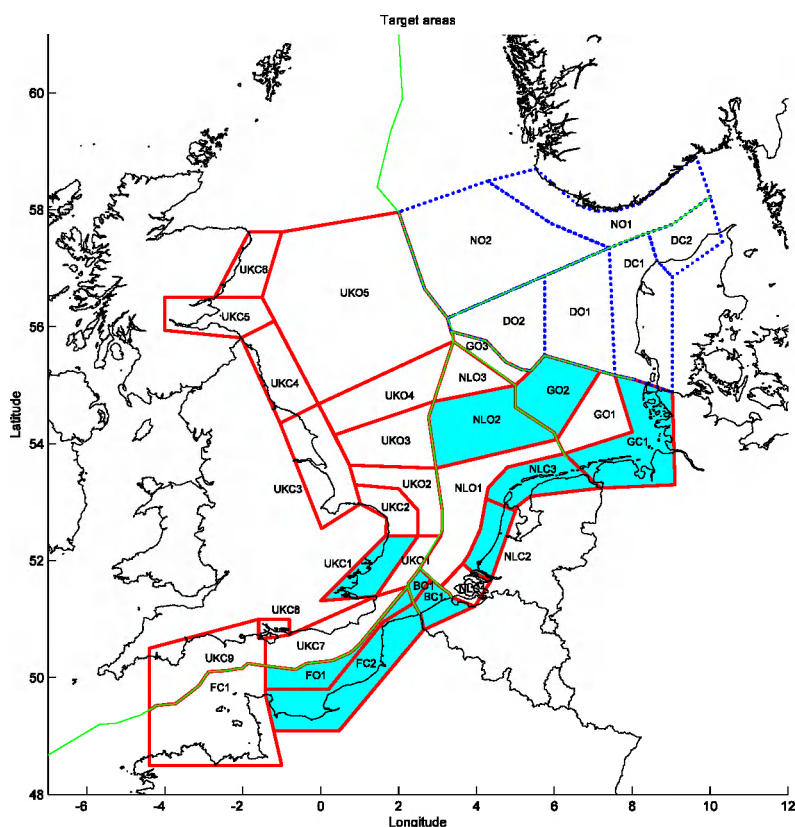 Target areas
60
58
56
54
52
50
48
Latitude
-6
-4
-2
0
2
4
6
8
10
12
Longitude
NO1
NO2
DC2
DC1
UKC6
UKO5
UKC5
DO2
DO1
GO3
UKC4
NLO3
UKO4
GO2
GO1
NLO2
UKO3
GC1
NLC3
UKC3
UKO2
NLO1
UKC2
UKC1
UKO1
NLC2
BO1
BC1
UKC8
UKC7
UKC9
FC2
FO1
FC1